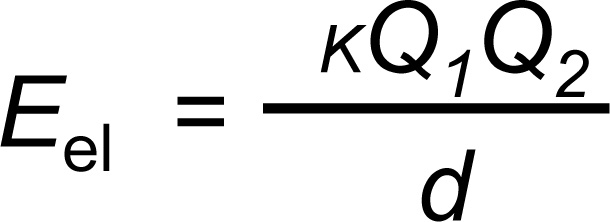 E_el = κQ_1Q_2 / d